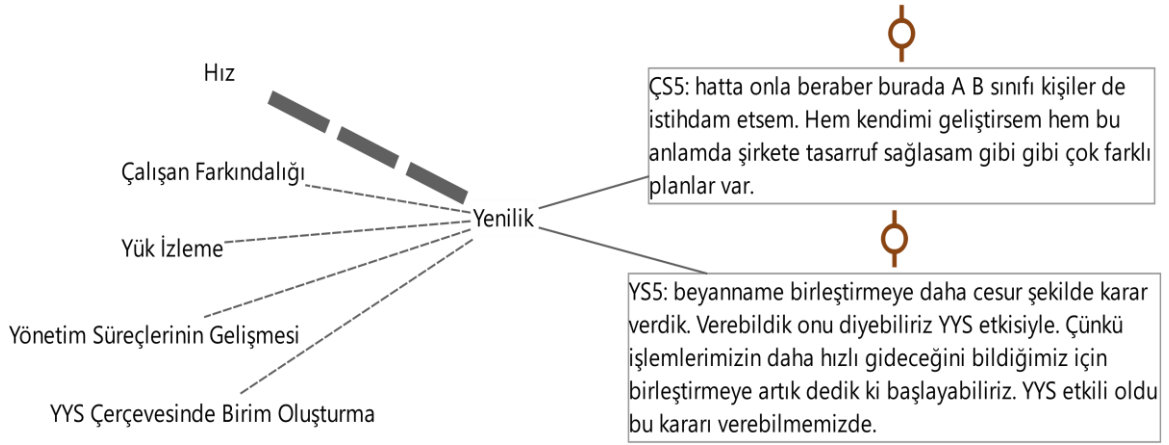 Hız
Çalışan Farkındalığı
Yük İzleme
Yönetim Süreçlerinin Gelişmesi
YYS Çerçevesinde Birim Oluşturma
Yenilik
ÇS5: hatta onla beraber burada A B sınıfı kişiler de
istihdam etsem. Hem kendimi geliştirsem hem bu
anlamda şirkete tasarruf sağlasam gibi gibi çok farklı
planlar var.
YS5: beyanname birleştirmeye daha cesur şekilde karar
verdik. Verebildik onu diyebiliriz YYS etkisiyle. Çünkü
işlemlerimizin daha hızlı gideceğini bildiğimiz için
birleştirmeye artık dedik ki başlayabiliriz. YYS etkili oldu
bu kararı verebilmemizde.